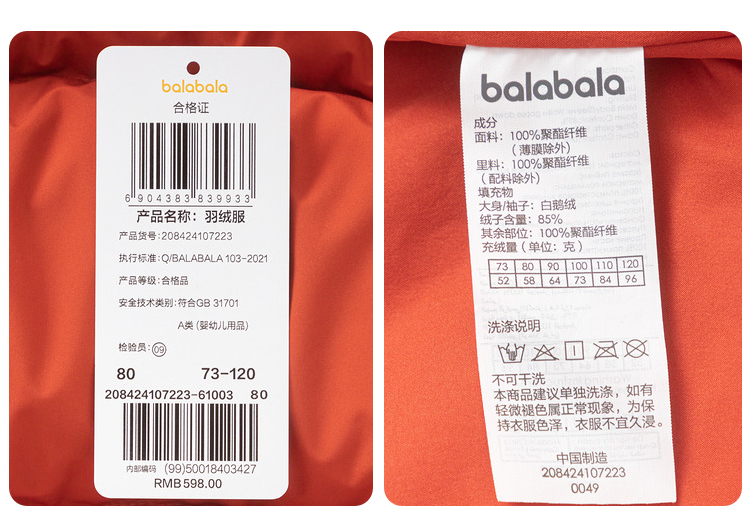 balabala
合格证
6 904383 839933
产品名称：羽绒服
产品货号：208424107223
执行标准：Q/BALABALA 103-2021
产品等级：合格品
安全技术类别：符合GB 31701
A类（婴幼儿用品）
检验员：09
80 73-120
208424107223-61003 80
内部编码 (99)50018403427
RMB 598.00
balabala
成分
面料：100%聚酯纤维
（薄膜除外）
里料：100%聚酯纤维
（配料除外）
填充物
大身/袖子：白鹅绒
绒子含量：85%
其余部位：100%聚酯纤维
充绒量（单位：克）
73 80 90 100 110 120
52 58 64 73 84 96
洗涤说明
不可干洗
本商品建议单独洗涤，如有
轻微褪色属正常现象，为保
持衣服色泽，衣服不宜久浸。
中国制造
208424107223
0049